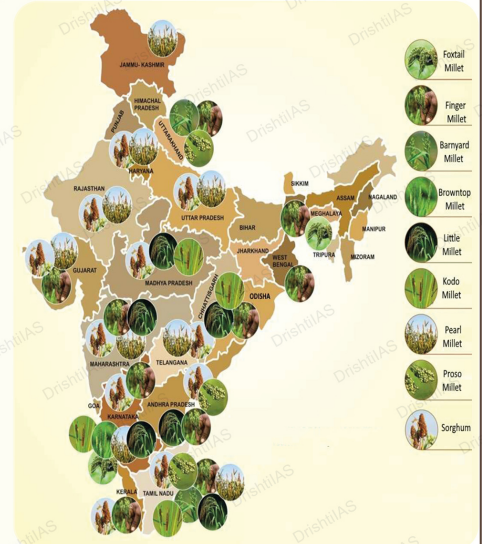 DrishtiIAS
JAMMU- KASHMIR
HIMACHAL
PRADESH
PUNJAB
UTTARAKHAND
HARYANA
RAJASTHAN
UTTAR PRADESH
SIKKIM
ASSAM
NAGALAND
MEGHALAYA
BIHAR
MANIPUR
TRIPURA
MIZORAM
JHARKHAND
WEST
BENGAL
GUJARAT
MADHYA PRADESH
CHHATTISGARH
ODISHA
MAHARASHTRA
TELANGANA
GOA
KARNATAKA
ANDHRA PRADESH
KERALA
TAMIL NADU
Foxtail
Millet
Finger
Millet
Barnyard
Millet
Browntop
Millet
Little
Millet
Kodo
Millet
Pearl
Millet
Proso
Millet
Sorghum